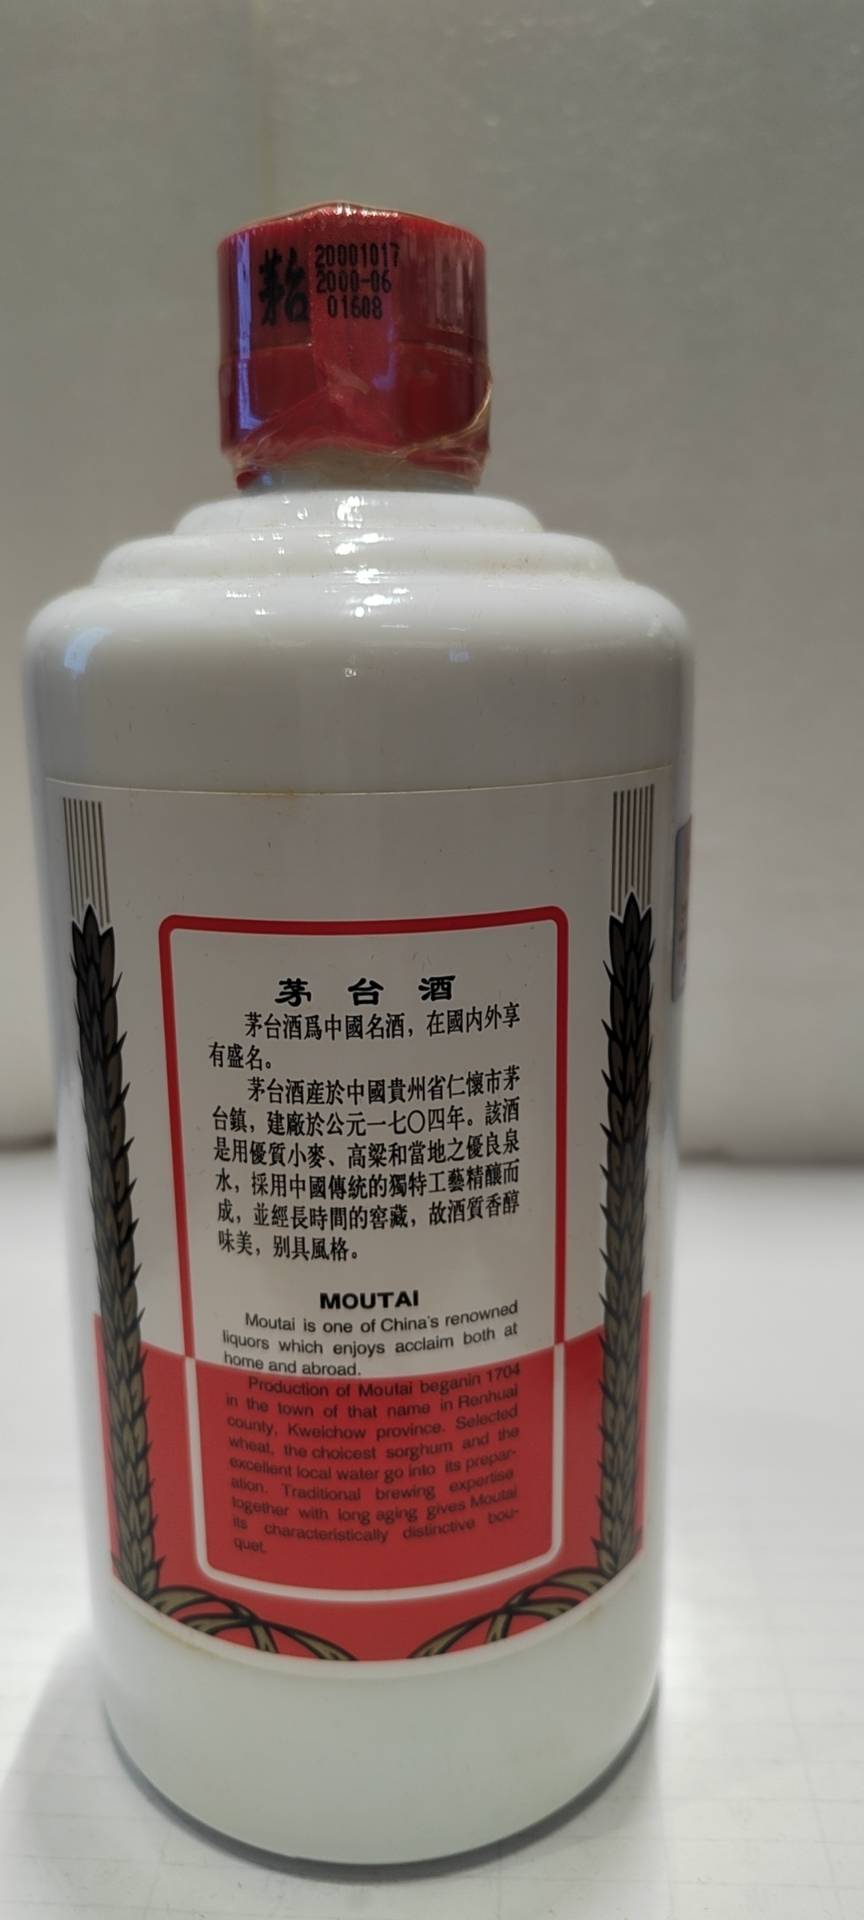 茅台
20001017
2000-06
01608
茅台酒
茅台酒爲中國名酒，在國内外享
有盛名。
茅台酒産於中國貴州省仁懷市茅
台鎮，建廠於公元一七〇四年。該酒
是用優質小麥、高粱和當地之優良泉
水，採用中國傳統的獨特工藝精釀而
成，並經長時間的窖藏，故酒質香醇
味美，别具風格。
MOUTAI
Moutai is one of China's renowned
liquors which enjoys acclaim both at
home and abroad.
Production of Moutai beganin 1704
in the town of that name in Renhuai
county, Kweichow province. Selected
wheat, the choicest sorghum and the
excellent local water go into its prepar-
ation. Traditional brewing expertise
together with long aging gives Moutai
its characteristically distinctive bou-
quet.